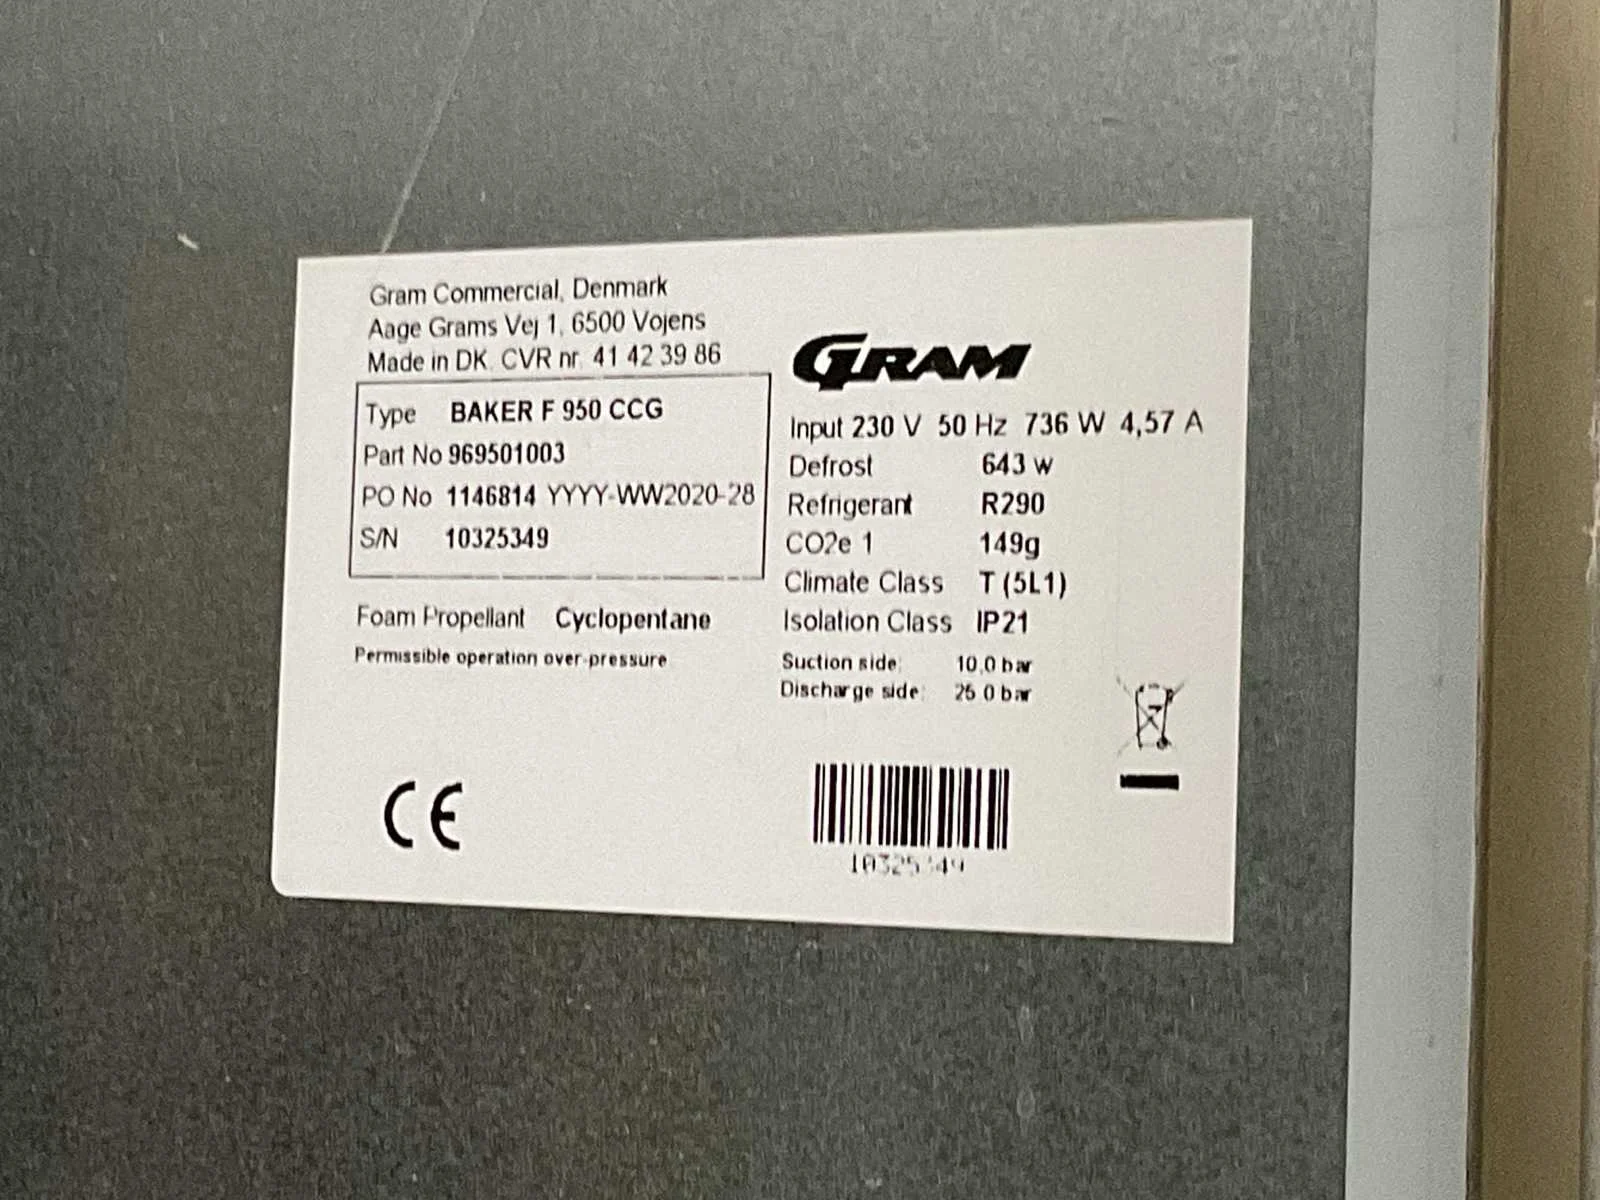 Gram Commercial, Denmark
Aage Grams Vej 1, 6500 Vojens
Made in DK. CVR nr. 41 42 39 86
Type BAKER F 950 CCG
Part No 969501003
PO No 1146814 YYYY-WW2020-28
S/N 10325349
Foam Propellant Cyclopentane
Permissible operation over-pressure
GRAM
Input 230 V 50 Hz 736 W 4,57 A
Defrost 643 w
Refrigerant R290
CO2e 1 149g
Climate Class T (5L1)
Isolation Class IP21
Suction side: 10,0 bar
Discharge side: 25,0 bar
CE
10325349